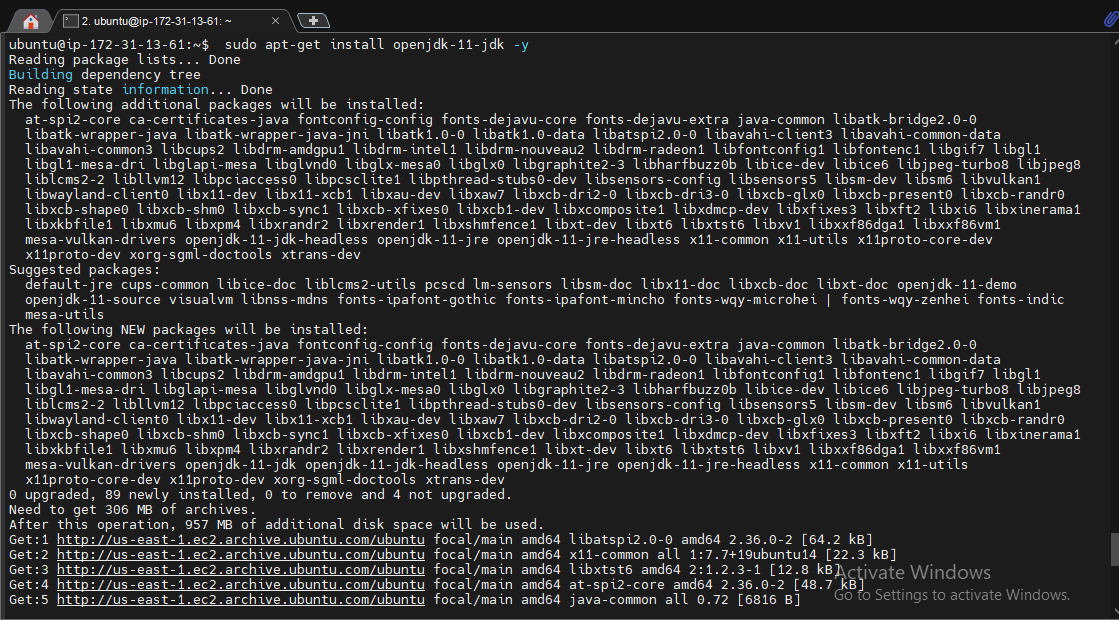 2. ubuntu@ip-172-31-13-61: ~
ubuntu@ip-172-31-13-61:~$  sudo apt-get install openjdk-11-jdk -y
Reading package lists... Done
Building dependency tree
Reading state information... Done
The following additional packages will be installed:
  at-spi2-core ca-certificates-java fontconfig-config fonts-dejavu-core fonts-dejavu-extra java-common libatk-bridge2.0-0
  libatk-wrapper-java libatk-wrapper-java-jni libatk1.0-0 libatk1.0-data libatspi2.0-0 libavahi-client3 libavahi-common-data
  libavahi-common3 libcups2 libdrm-amdgpu1 libdrm-intel1 libdrm-nouveau2 libdrm-radeon1 libfontconfig1 libfontenc1 libgif7 libgl1
  libgl1-mesa-dri libglapi-mesa libglvnd0 libglx-mesa0 libglx0 libgraphite2-3 libharfbuzz0b libice-dev libice6 libjpeg-turbo8 libjpeg8
  liblcms2-2 libllvm12 libpciaccess0 libpcsclite1 libpthread-stubs0-dev libsensors-config libsensors5 libsm-dev libsm6 libvulkan1
  libwayland-client0 libx11-dev libx11-xcb1 libxau-dev libxaw7 libxcb-dri2-0 libxcb-dri3-0 libxcb-glx0 libxcb-present0 libxcb-randr0
  libxcb-shape0 libxcb-shm0 libxcb-sync1 libxcb-xfixes0 libxcb1-dev libxcomposite1 libxdmcp-dev libxfixes3 libxft2 libxi6 libxinerama1
  libxkbfile1 libxmu6 libxpm4 libxrandr2 libxrender1 libxshmfence1 libxt-dev libxt6 libxtst6 libxv1 libxxf86dga1 libxxf86vm1
  mesa-vulkan-drivers openjdk-11-jdk-headless openjdk-11-jre openjdk-11-jre-headless x11-common x11-utils x11proto-core-dev
  x11proto-dev xorg-sgml-doctools xtrans-dev
Suggested packages:
  default-jre cups-common libice-doc liblcms2-utils pcscd lm-sensors libsm-doc libx11-doc libxcb-doc libxt-doc openjdk-11-demo
  openjdk-11-source visualvm libnss-mdns fonts-ipafont-gothic fonts-ipafont-mincho fonts-wqy-microhei | fonts-wqy-zenhei fonts-indic
  mesa-utils
The following NEW packages will be installed:
  at-spi2-core ca-certificates-java fontconfig-config fonts-dejavu-core fonts-dejavu-extra java-common libatk-bridge2.0-0
  libatk-wrapper-java libatk-wrapper-java-jni libatk1.0-0 libatk1.0-data libatspi2.0-0 libavahi-client3 libavahi-common-data
  libavahi-common3 libcups2 libdrm-amdgpu1 libdrm-intel1 libdrm-nouveau2 libdrm-radeon1 libfontconfig1 libfontenc1 libgif7 libgl1
  libgl1-mesa-dri libglapi-mesa libglvnd0 libglx-mesa0 libglx0 libgraphite2-3 libharfbuzz0b libice-dev libice6 libjpeg-turbo8 libjpeg8
  liblcms2-2 libllvm12 libpciaccess0 libpcsclite1 libpthread-stubs0-dev libsensors-config libsensors5 libsm-dev libsm6 libvulkan1
  libwayland-client0 libx11-dev libx11-xcb1 libxau-dev libxaw7 libxcb-dri2-0 libxcb-dri3-0 libxcb-glx0 libxcb-present0 libxcb-randr0
  libxcb-shape0 libxcb-shm0 libxcb-sync1 libxcb-xfixes0 libxcb1-dev libxcomposite1 libxdmcp-dev libxfixes3 libxft2 libxi6 libxinerama1
  libxkbfile1 libxmu6 libxpm4 libxrandr2 libxrender1 libxshmfence1 libxt-dev libxt6 libxtst6 libxv1 libxxf86dga1 libxxf86vm1
  mesa-vulkan-drivers openjdk-11-jdk openjdk-11-jdk-headless openjdk-11-jre openjdk-11-jre-headless x11-common x11-utils
  x11proto-core-dev x11proto-dev xorg-sgml-doctools xtrans-dev
0 upgraded, 89 newly installed, 0 to remove and 4 not upgraded.
Need to get 306 MB of archives.
After this operation, 957 MB of additional disk space will be used.
Get:1 http://us-east-1.ec2.archive.ubuntu.com/ubuntu focal/main amd64 libatspi2.0-0 amd64 2.36.0-2 [64.2 kB]
Get:2 http://us-east-1.ec2.archive.ubuntu.com/ubuntu focal/main amd64 x11-common all 1:7.7+19ubuntu14 [22.3 kB]
Get:3 http://us-east-1.ec2.archive.ubuntu.com/ubuntu focal/main amd64 libxtst6 amd64 2:1.2.3-1 [12.8 kB]
Get:4 http://us-east-1.ec2.archive.ubuntu.com/ubuntu focal/main amd64 at-spi2-core amd64 2.36.0-2 [48.7 kB]
Get:5 http://us-east-1.ec2.archive.ubuntu.com/ubuntu focal/main amd64 java-common all 0.72 [6816 B]
Activate Windows
Go to Settings to activate Windows.